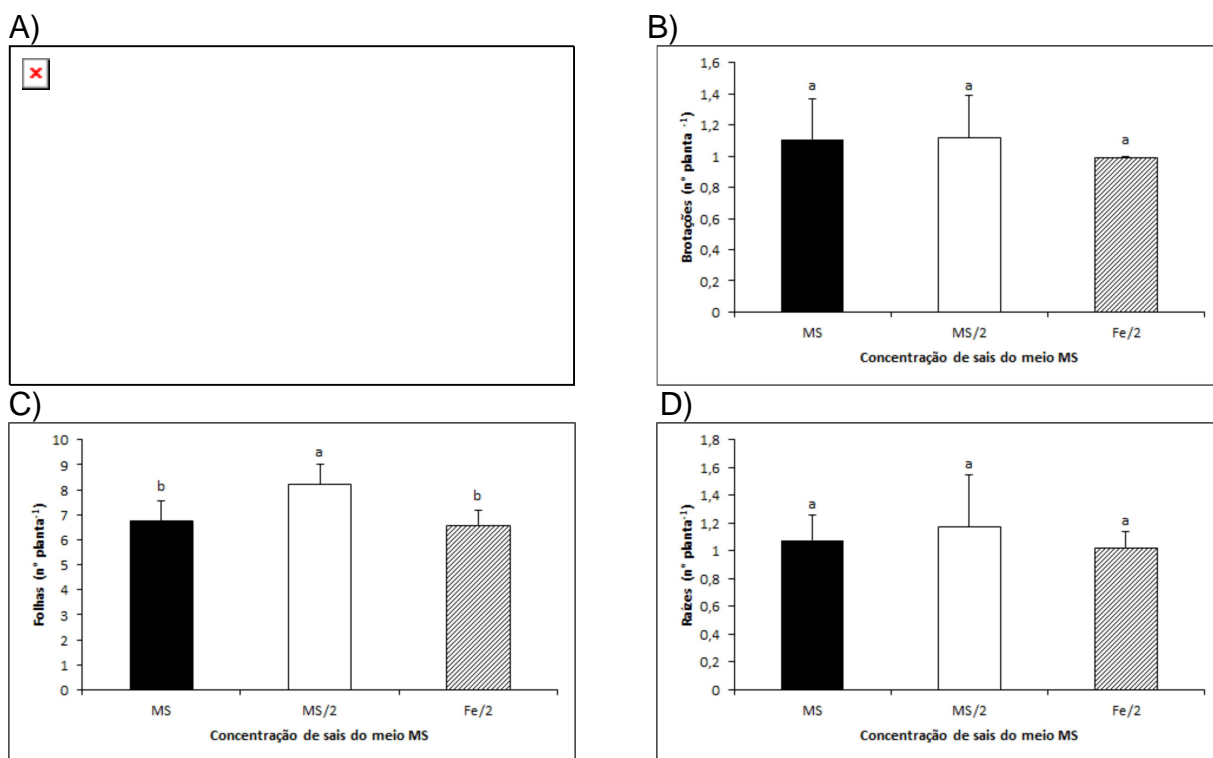 A)
B)
1,6
1,4
1,2
1
0,8
0,6
0,4
0,2
0
Brotações (n° planta ⁻¹)
a
a
a
MS
MS/2
Fe/2
Concentração de sais do meio MS
C)
10
9
8
7
6
5
4
3
2
1
0
Folhas (n° planta⁻¹)
b
a
b
MS
MS/2
Fe/2
Concentração de sais do meio MS
D)
1,8
1,6
1,4
1,2
1
0,8
0,6
0,4
0,2
0
Raízes (n° planta⁻¹)
a
a
a
MS
MS/2
Fe/2
Concentração de sais do meio MS